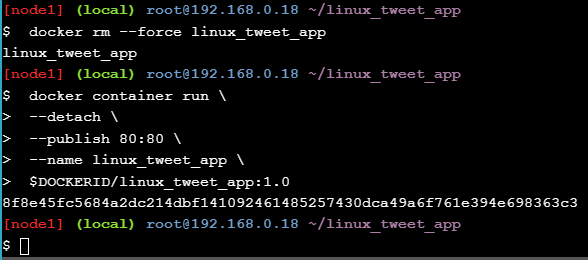 [node1] (local) root@192.168.0.18 ~/linux_tweet_app
$ docker rm --force linux_tweet_app
linux_tweet_app
[node1] (local) root@192.168.0.18 ~/linux_tweet_app
$ docker container run \
> --detach \
> --publish 80:80 \
> --name linux_tweet_app \
> $DOCKERID/linux_tweet_app:1.0
8f8e45fc5684a2dc214dbf141092461485257430dca49a6f761e394e698363c3
[node1] (local) root@192.168.0.18 ~/linux_tweet_app
$